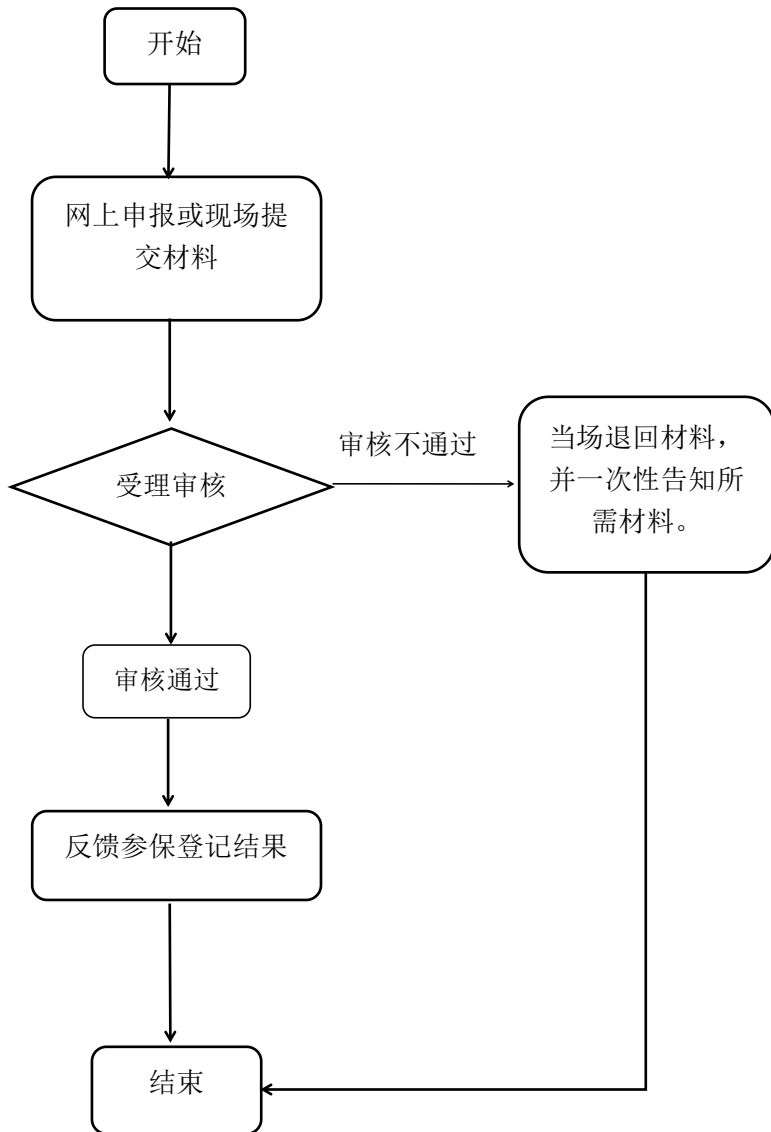 开始
网上申报或现场提
交材料
受理审核
审核不通过
当场退回材料，
并一次性告知所
需材料。
审核通过
反馈参保登记结果
结束